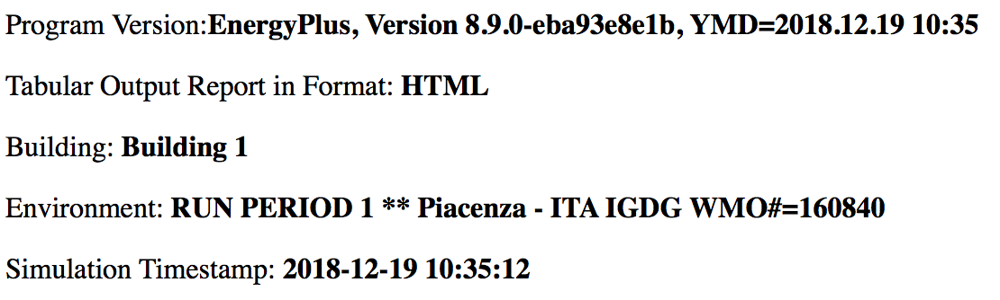 Program Version:EnergyPlus, Version 8.9.0-eba93e8e1b, YMD=2018.12.19 10:35
Tabular Output Report in Format: HTML
Building: Building 1
Environment: RUN PERIOD 1 ** Piacenza - ITA IGDG WMO#=160840
Simulation Timestamp: 2018-12-19 10:35:12